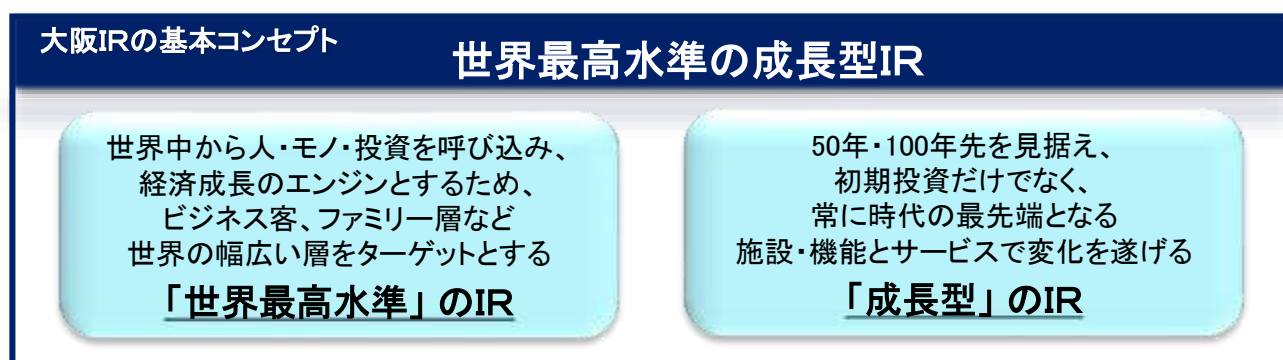 大阪IRの基本コンセプト
世界最高水準の成長型IR
世界中から人・モノ・投資を呼び込み、
経済成長のエンジンとするため、
ビジネス客、ファミリー層など
世界の幅広い層をターゲットとする
「世界最高水準」のIR
50年・100年先を見据え、
初期投資だけでなく、
常に時代の最先端となる
施設・機能とサービスで変化を遂げる
「成長型」のIR